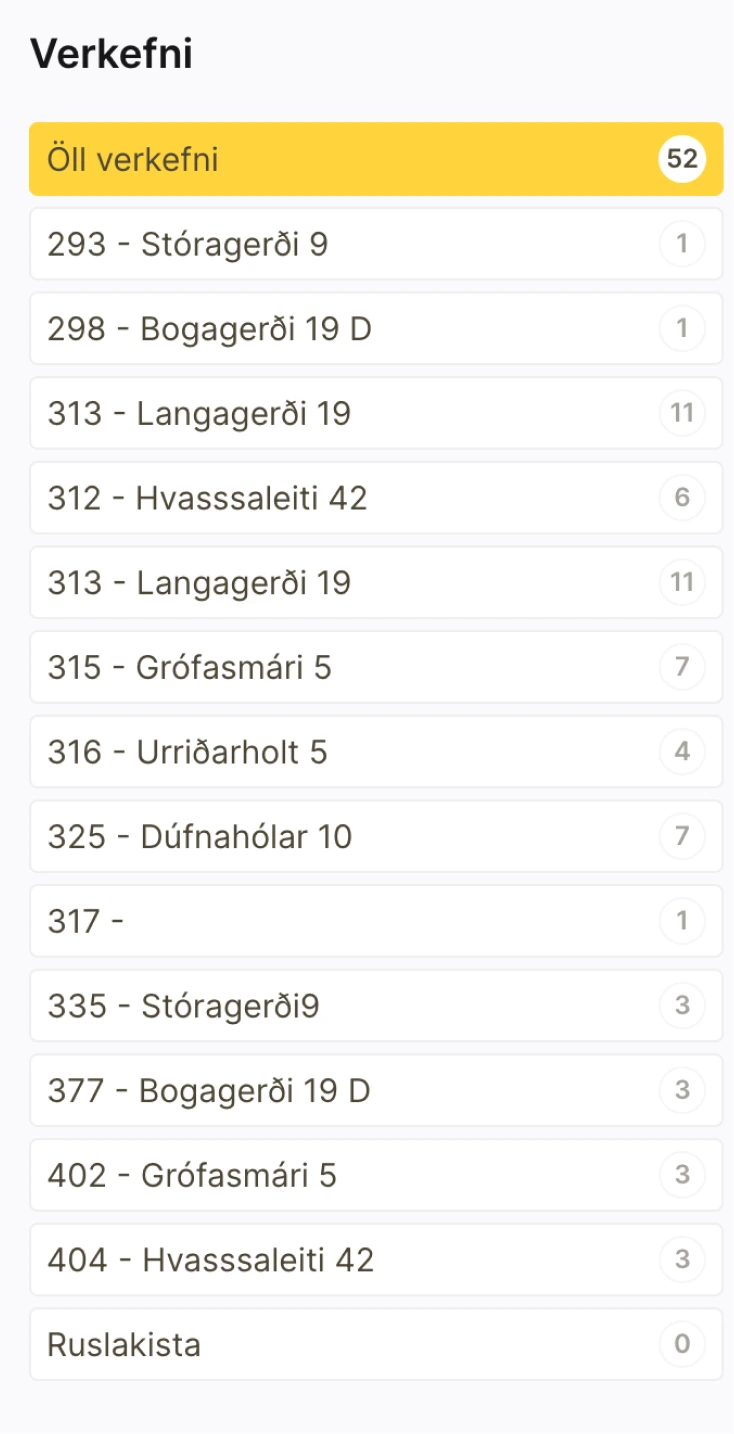 Verkefni
Öll verkefni 52
293 - Stóragerði 9 1
298 - Bogagerði 19 D 1
313 - Langagerði 19 11
312 - Hvasssaleiti 42 6
313 - Langagerði 19 11
315 - Grófasmári 5 7
316 - Urriðarholt 5 4
325 - Dúfnahólar 10 7
317 - 1
335 - Stóragerði9 3
377 - Bogagerði 19 D 3
402 - Grófasmári 5 3
404 - Hvasssaleiti 42 3
Ruslakista 0